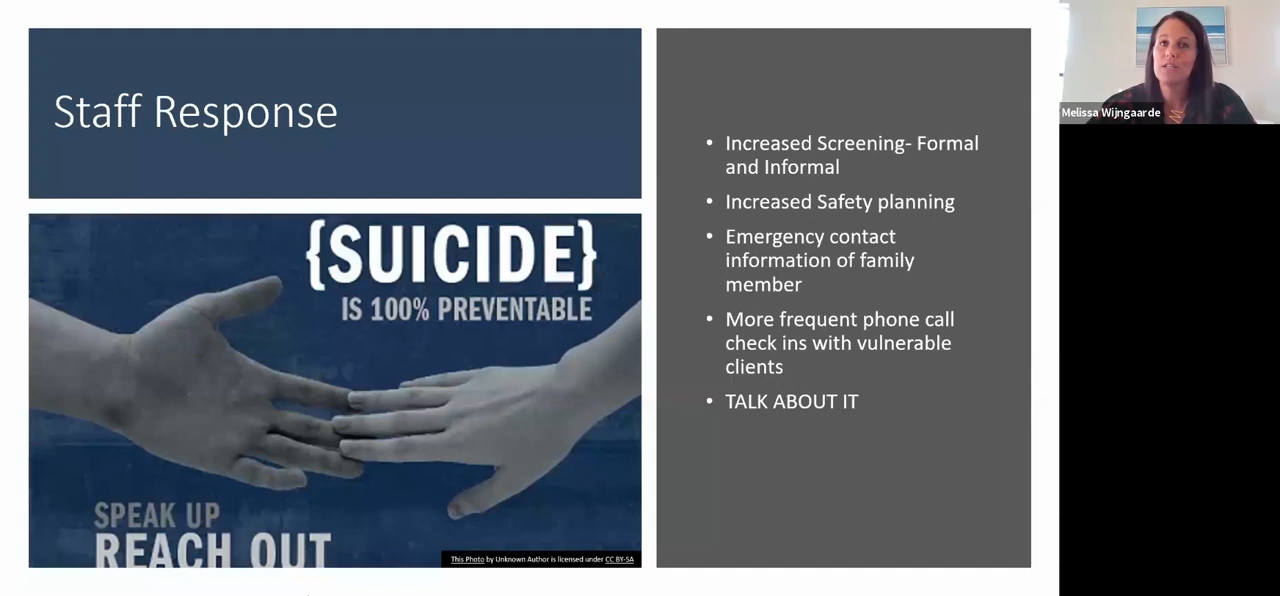 Staff Response
{SUICIDE}
IS 100% PREVENTABLE
SPEAK UP
REACH OUT
This Photo by Unknown Author is licensed under CC BY-SA
• Increased Screening- Formal
and Informal
• Increased Safety planning
• Emergency contact
information of family
member
• More frequent phone call
check ins with vulnerable
clients
• TALK ABOUT IT
Melissa Wijngaarde